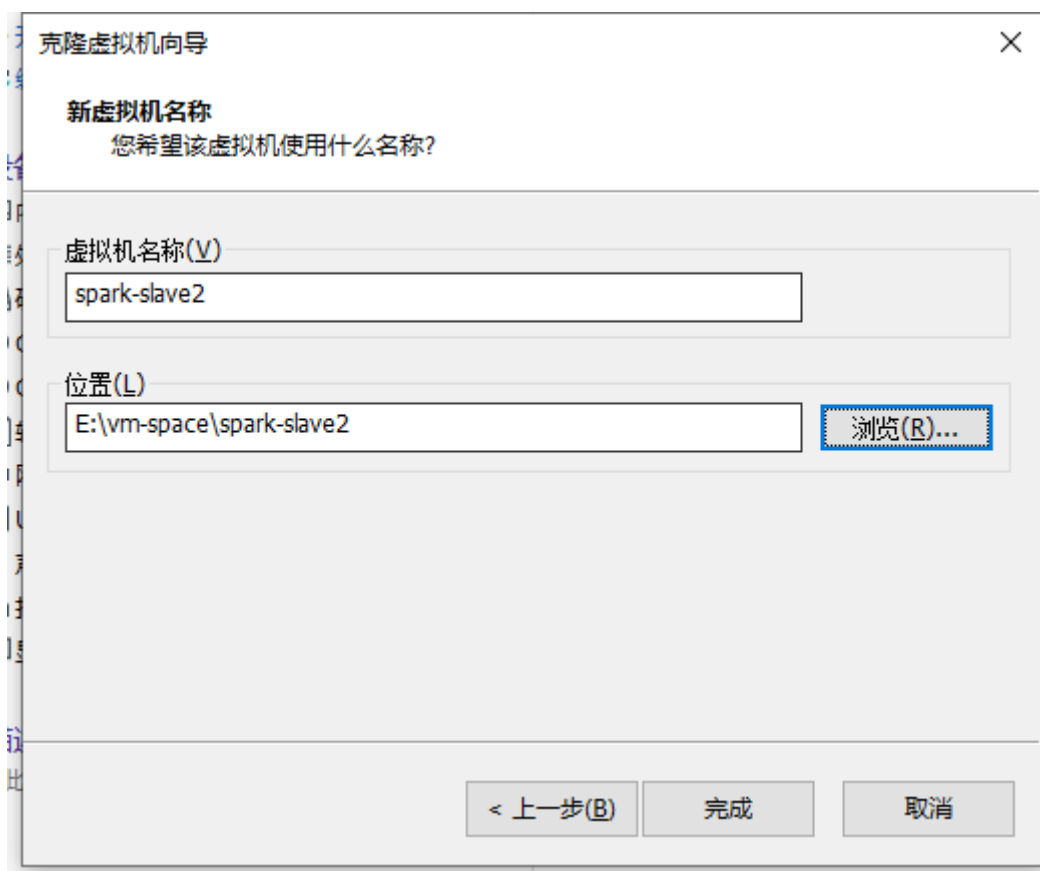 克隆虚拟机向导
新虚拟机名称
您希望该虚拟机使用什么名称?
虚拟机名称(V)
spark-slave2
位置(L)
E:\vm-space\spark-slave2
浏览(R)...
< 上一步(B)
完成
取消